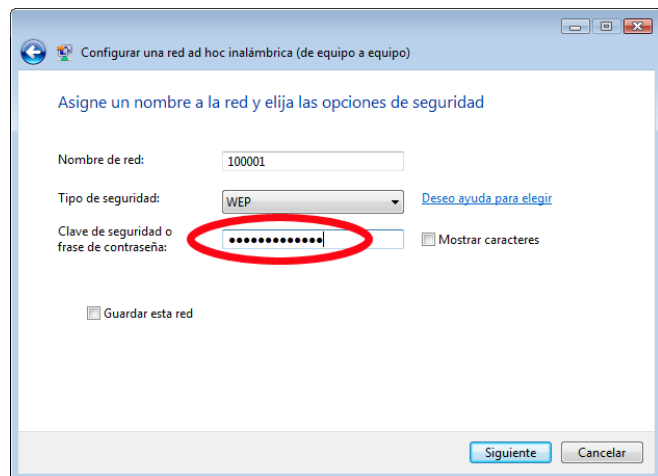 Configurar una red ad hoc inalámbrica (de equipo a equipo)
Asigne un nombre a la red y elija las opciones de seguridad
Nombre de red: 100001
Tipo de seguridad: WEP Deseo ayuda para elegir
Clave de seguridad o
frase de contraseña: ●●●●●●●●●●●●● Mostrar caracteres
Guardar esta red
Siguiente Cancelar